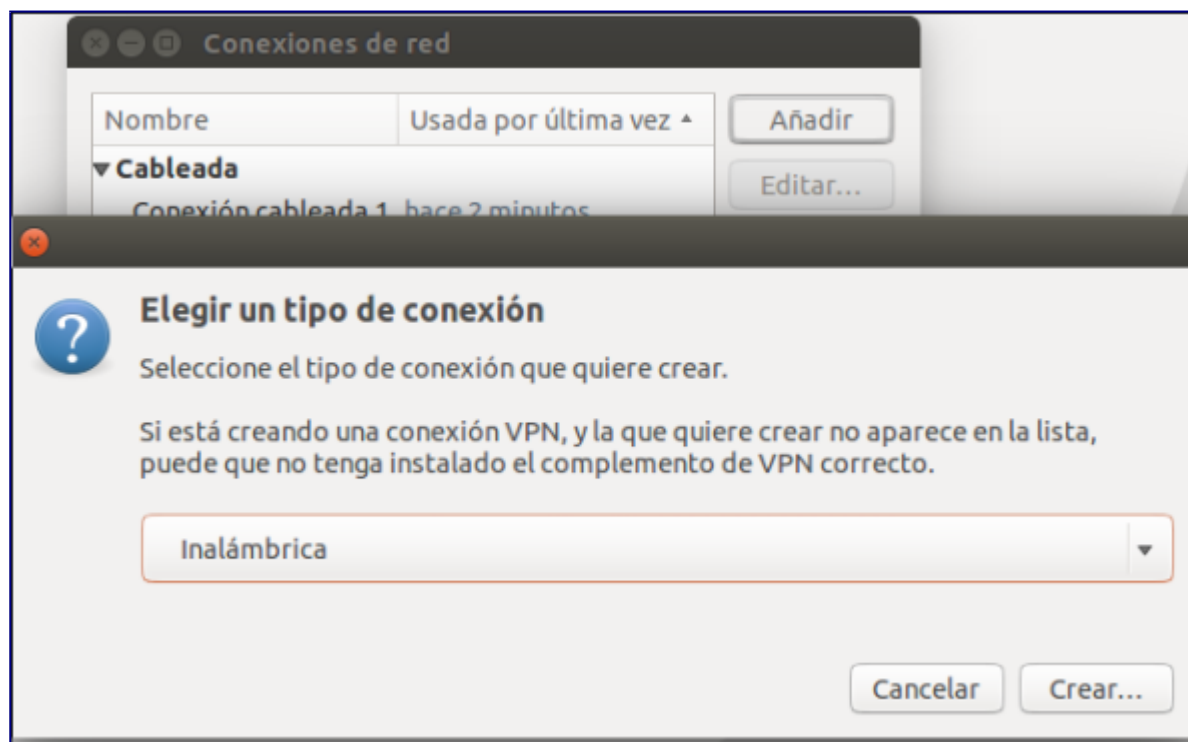 Conexiones de red
Nombre Usada por última vez Añadir
Cableada
Editar...
Conexión cableada 1 hace 2 minutos
Elegir un tipo de conexión
Seleccione el tipo de conexión que quiere crear.
Si está creando una conexión VPN, y la que quiere crear no aparece en la lista,
puede que no tenga instalado el complemento de VPN correcto.
Inalámbrica
Cancelar Crear...